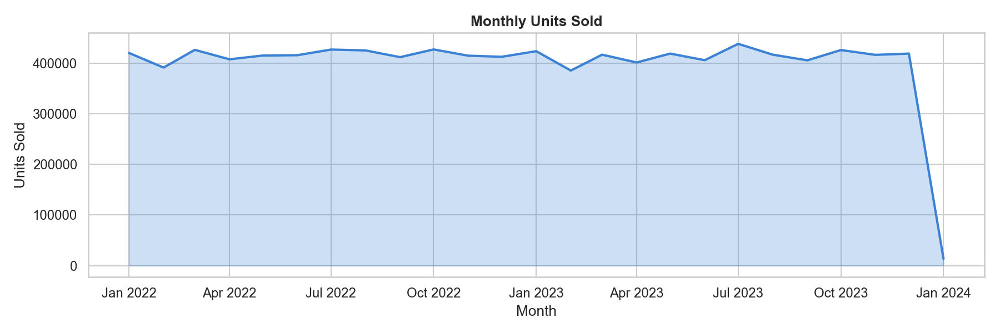 Monthly Units Sold
Units Sold
400000
300000
200000
100000
0
Jan 2022 Apr 2022 Jul 2022 Oct 2022 Jan 2023 Apr 2023 Jul 2023 Oct 2023 Jan 2024
Month